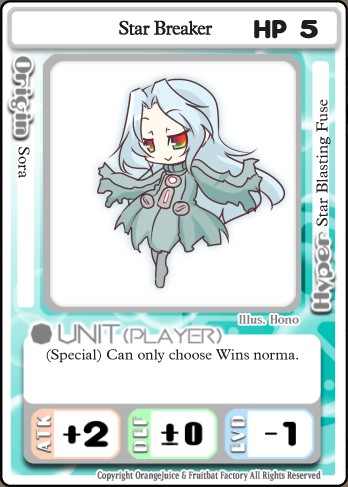 Star Breaker HP 5
Origin Sora
Hyper Star Blasting Fuse
Illus. Hono
UNIT (PLAYER)
(Special) Can only choose Wins norma.
ATK +2 DEF ±0 EVD -1
Copyright Orangejuice & Fruitbat Factory All Rights Reserved